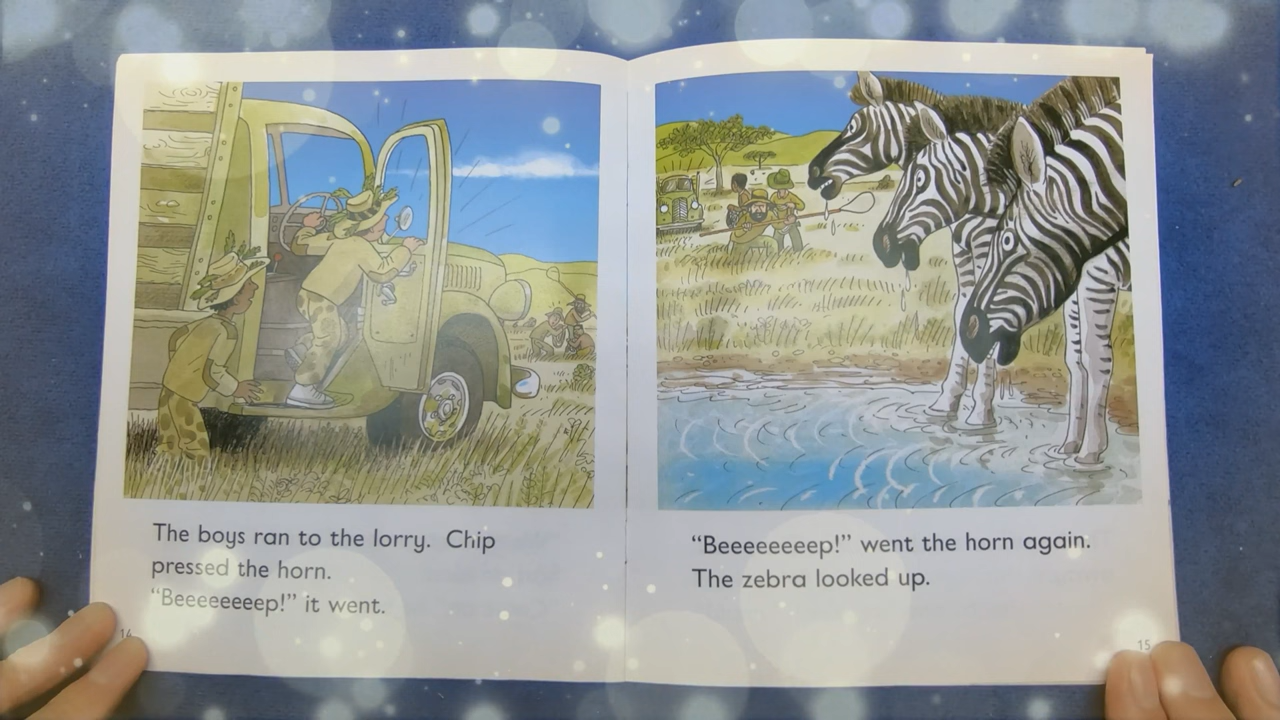 The boys ran to the lorry. Chip
pressed the horn.
"Beeeeeeeep!" it went.
14
"Beeeeeeeep!" went the horn again.
The zebra looked up.
15